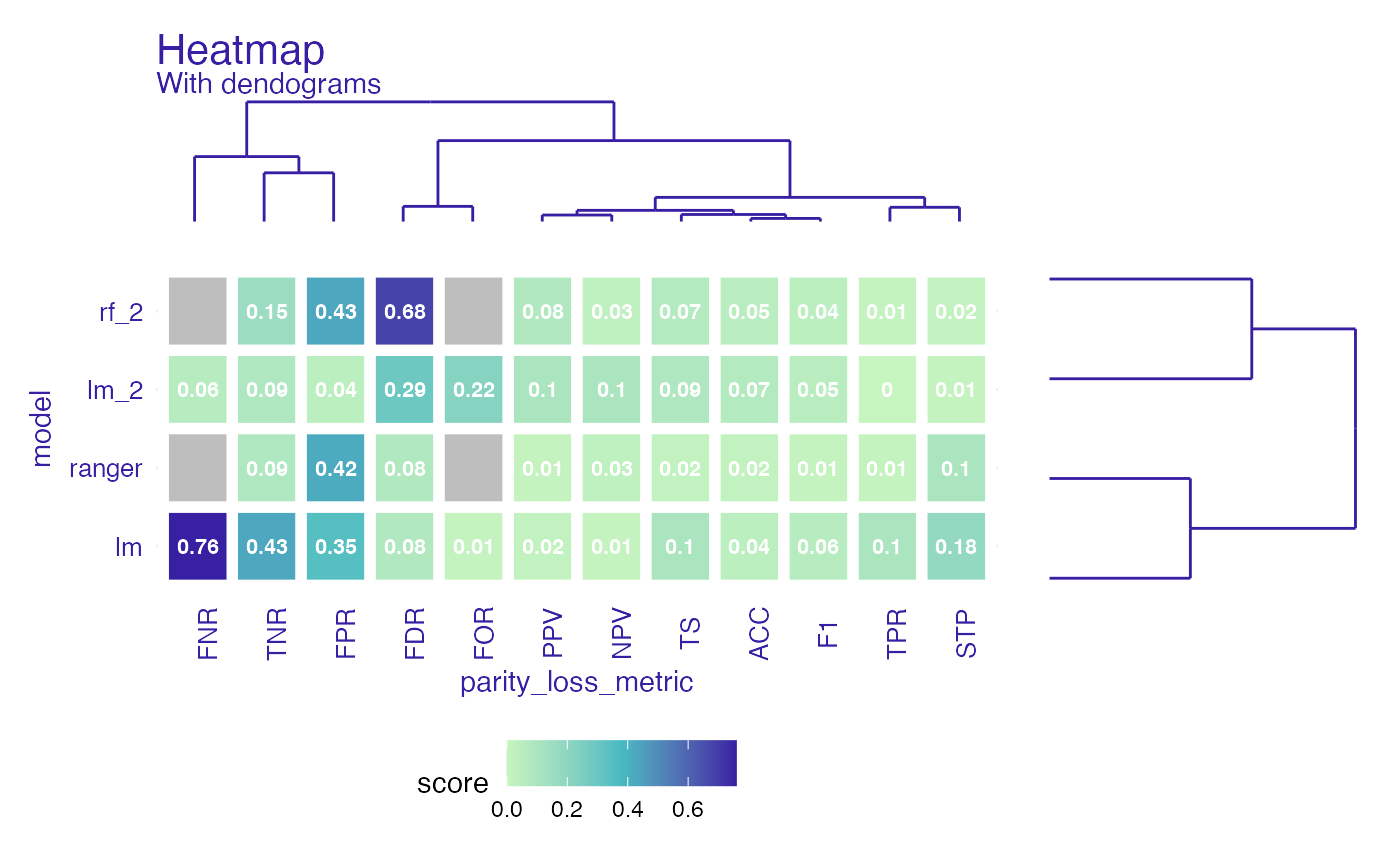 Heatmap
With dendograms
model
rf_2 0.15 0.43 0.68 0.08 0.03 0.07 0.05 0.04 0.01 0.02
lm_2 0.06 0.09 0.04 0.29 0.22 0.1 0.1 0.09 0.07 0.05 0 0.01
ranger 0.09 0.42 0.08 0.01 0.03 0.02 0.02 0.01 0.01 0.1
lm 0.76 0.43 0.35 0.08 0.01 0.02 0.01 0.1 0.04 0.06 0.1 0.18
FNR TNR FPR FDR FOR PPV NPV TS ACC F1 TPR STP
parity_loss_metric
score
0.0 0.2 0.4 0.6